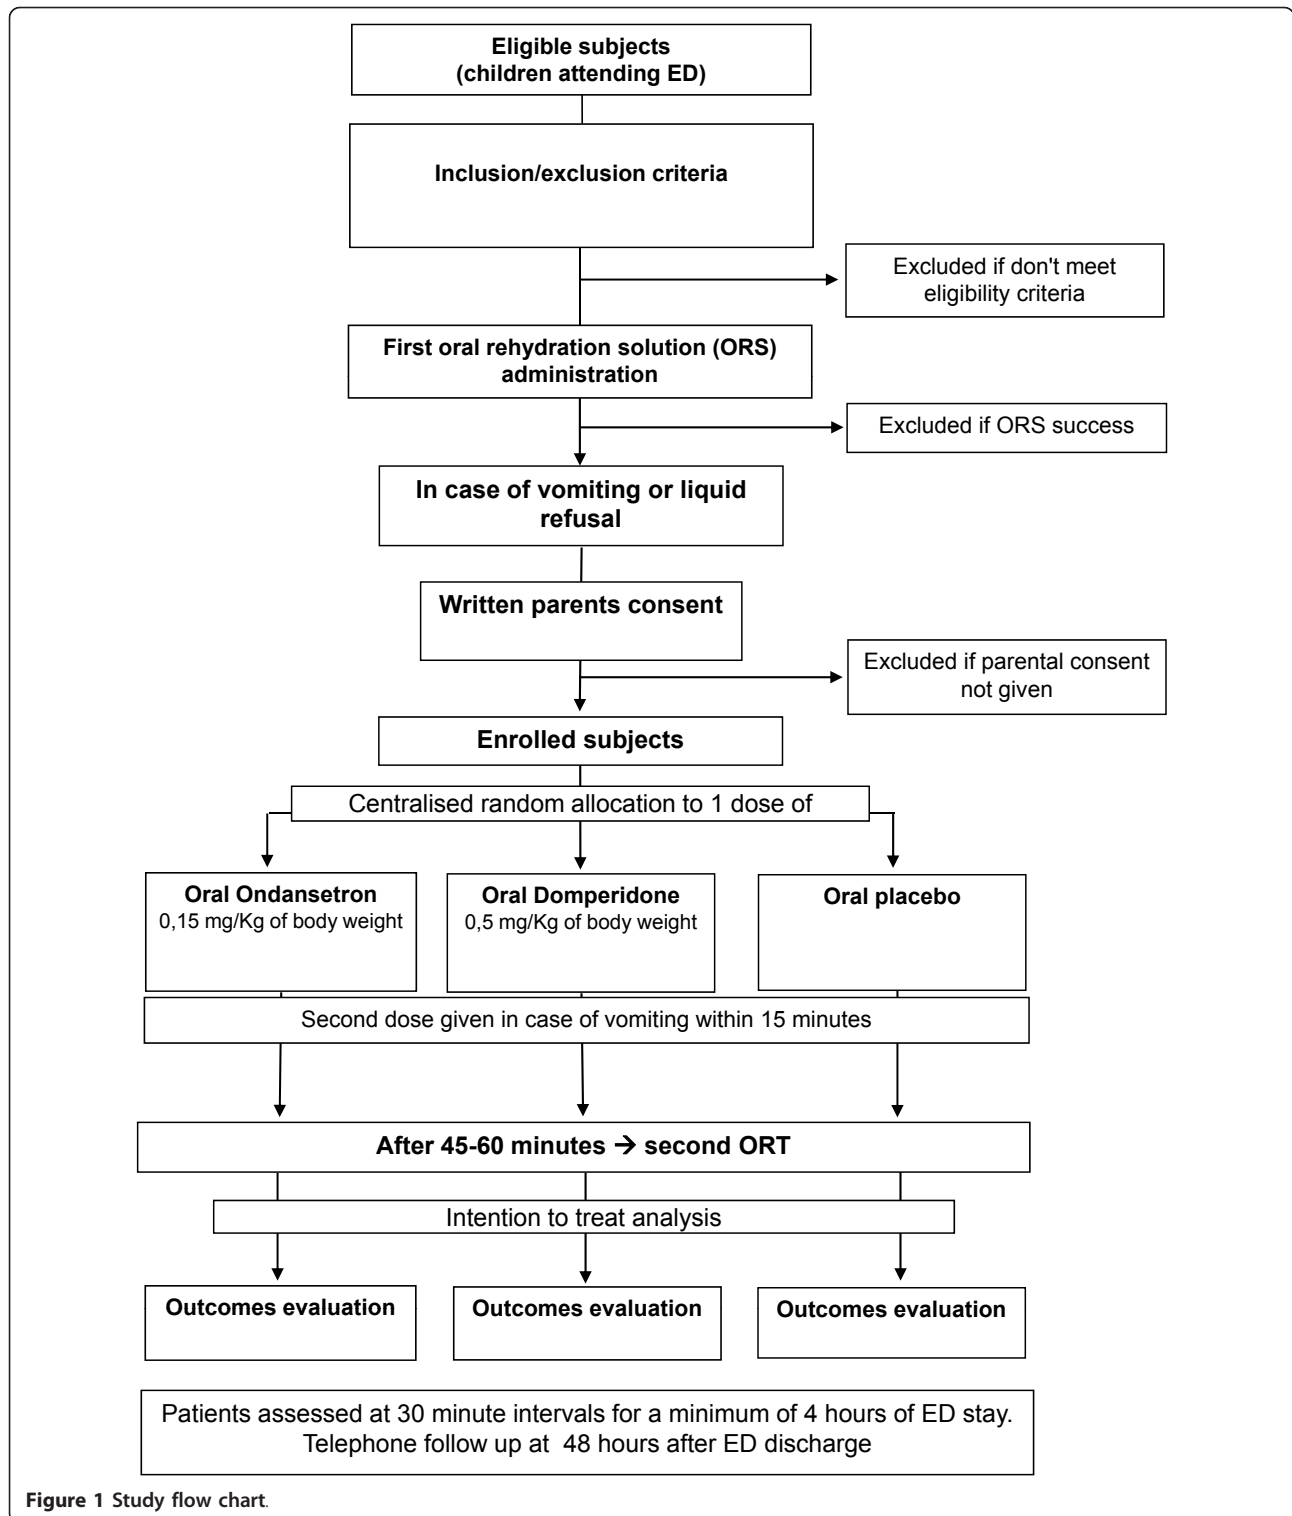 Eligible subjects
(children attending ED)
Inclusion/exclusion criteria
Excluded if don't meet
eligibility criteria
First oral rehydration solution (ORS)
administration
Excluded if ORS success
In case of vomiting or liquid
refusal
Written parents consent
Excluded if parental consent
not given
Enrolled subjects
Centralised random allocation to 1 dose of
Oral Ondansetron
0,15 mg/Kg of body weight
Oral Domperidone
0,5 mg/Kg of body weight
Oral placebo
Second dose given in case of vomiting within 15 minutes
After 45-60 minutes → second ORT
Intention to treat analysis
Outcomes evaluation
Outcomes evaluation
Outcomes evaluation
Patients assessed at 30 minute intervals for a minimum of 4 hours of ED stay.
Telephone follow up at 48 hours after ED discharge
Figure 1 Study flow chart.